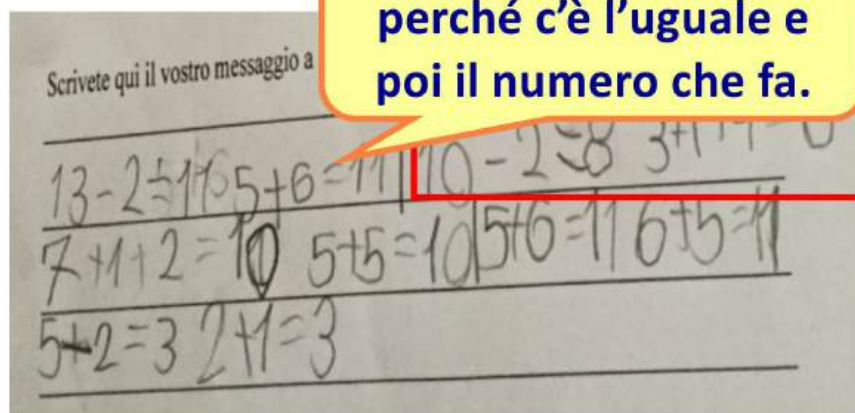 perché c'è l'uguale e
poi il numero che fa.
Scrivete qui il vostro messaggio a
13-2=11 5+6=11 10-2=8 3+1
7+1+2=10 5+5=10 5+6=11 6+5=11
5-2=3 2+1=3